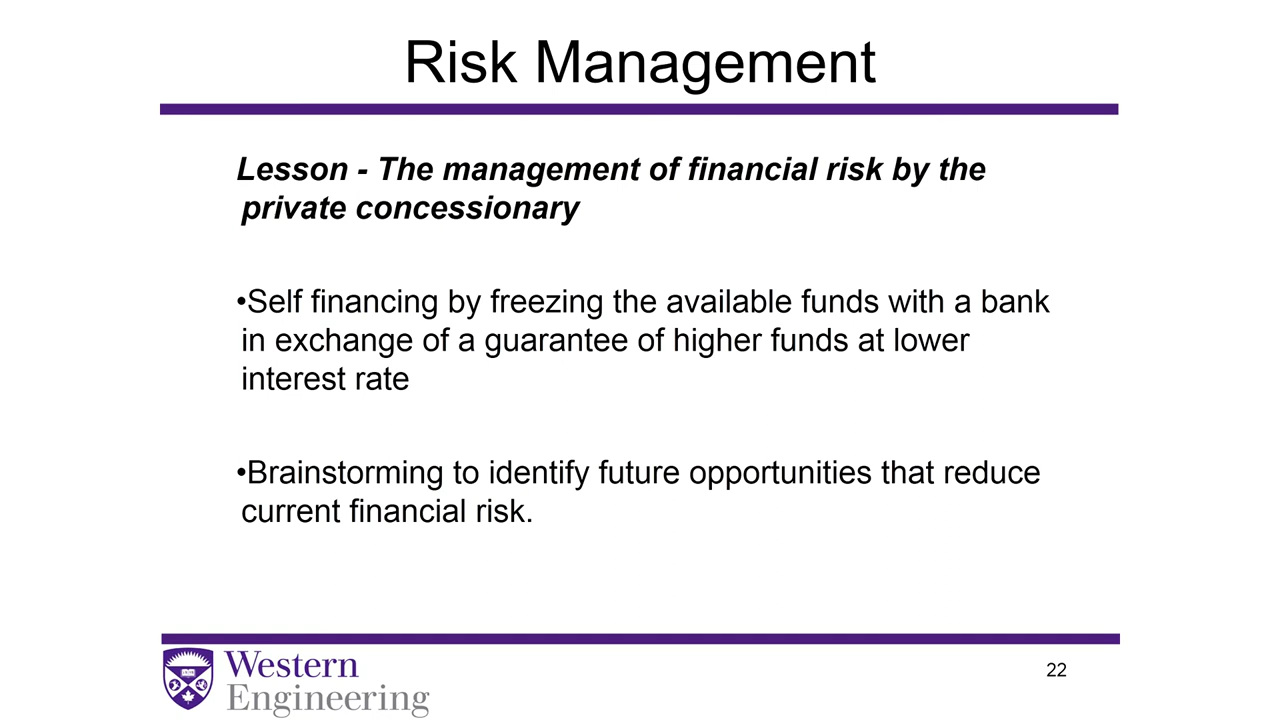 Risk Management
Lesson - The management of financial risk by the
private concessionary
•Self financing by freezing the available funds with a bank
in exchange of a guarantee of higher funds at lower
interest rate
•Brainstorming to identify future opportunities that reduce
current financial risk.
Western
Engineering
22